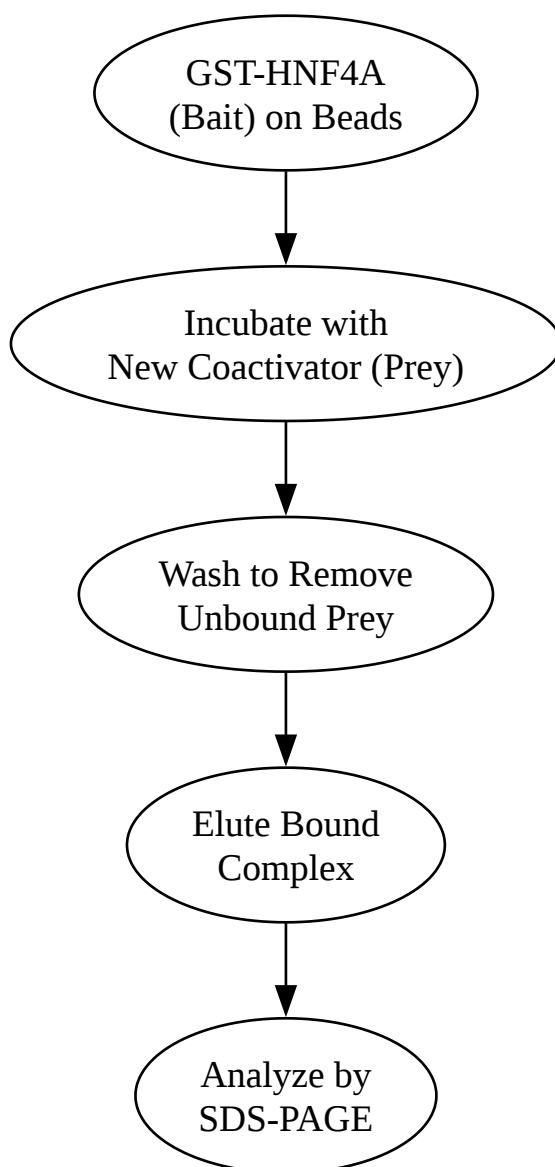 GST-HNF4A
(Bait) on Beads
Incubate with
New Coactivator (Prey)
Wash to Remove
Unbound Prey
Elute Bound
Complex
Analyze by
SDS-PAGE